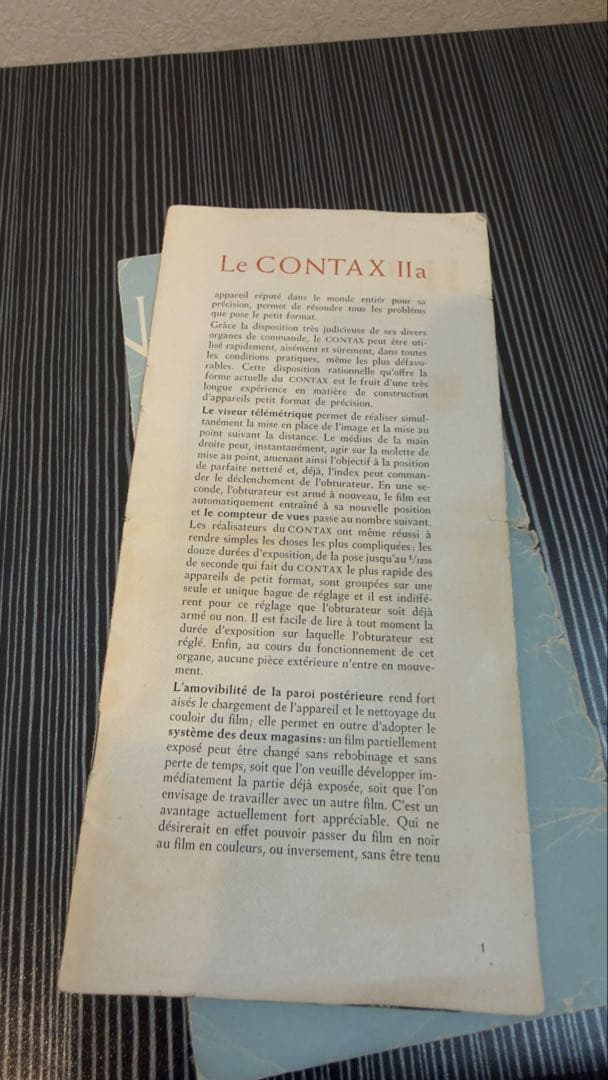 Le CONTAX IIa
appareil réputé dans le monde entier pour sa
précision, permet de résoudre tous les problèmes
que pose le petit format.
Grâce la disposition très judicieuse de ses divers
organes de commande, le CONTAX peut être uti-
lisé rapidement, aisément et sûrement, dans toutes
les conditions pratiques, même les plus défavo-
rables. Cette disposition rationnelle qu'offre la
forme actuelle du CONTAX est le fruit d'une très
longue expérience en matière de construction
d'appareils petit format de précision.
Le viseur télémétrique permet de réaliser simul-
tanément la mise en place de l'image et la mise au
point suivant la distance. Le médius de la main
droite peut, instantanément, agir sur la molette de
mise au point, amenant ainsi l'objectif à la position
de parfaite netteté et, déjà, l'index peut comman-
der le déclenchement de l'obturateur. En une se-
conde, l'obturateur est armé à nouveau, le film est
automatiquement entraîné à sa nouvelle position
et le compteur de vues passe au nombre suivant.
Les réalisateurs du CONTAX ont même réussi à
rendre simples les choses les plus compliquées: les
douze durées d'exposition, de la pose jusqu'au 1/1250
de seconde qui fait du CONTAX le plus rapide des
appareils de petit format, sont groupées sur une
seule et unique bague de réglage et il est indiffé-
rent pour ce réglage que l'obturateur soit déjà
armé ou non. Il est facile de lire à tout moment la
durée d'exposition sur laquelle l'obturateur est
réglé. Enfin, au cours du fonctionnement de cet
organe, aucune pièce extérieure n'entre en mouve-
ment.
L'amovibilité de la paroi postérieure rend fort
aisés le chargement de l'appareil et le nettoyage du
couloir du film; elle permet en outre d'adopter le
système des deux magasins: un film partiellement
exposé peut être changé sans rebobinage et sans
perte de temps, soit que l'on veuille développer im-
médiatement la partie déjà exposée, soit que l'on
envisage de travailler avec un autre film. C'est un
avantage actuellement fort appréciable. Qui ne
désirerait en effet pouvoir passer du film en noir
au film en couleurs, ou inversement, sans être tenu
1